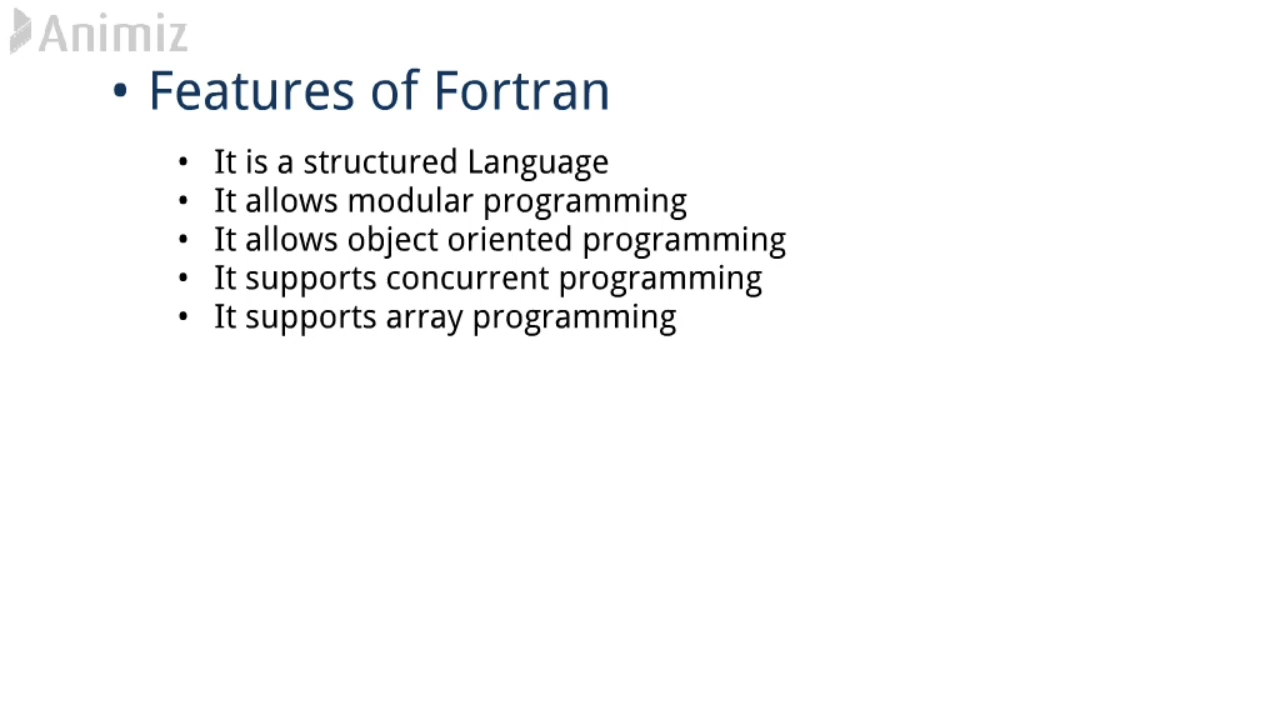 Animiz
• Features of Fortran
• It is a structured Language
• It allows modular programming
• It allows object oriented programming
• It supports concurrent programming
• It supports array programming